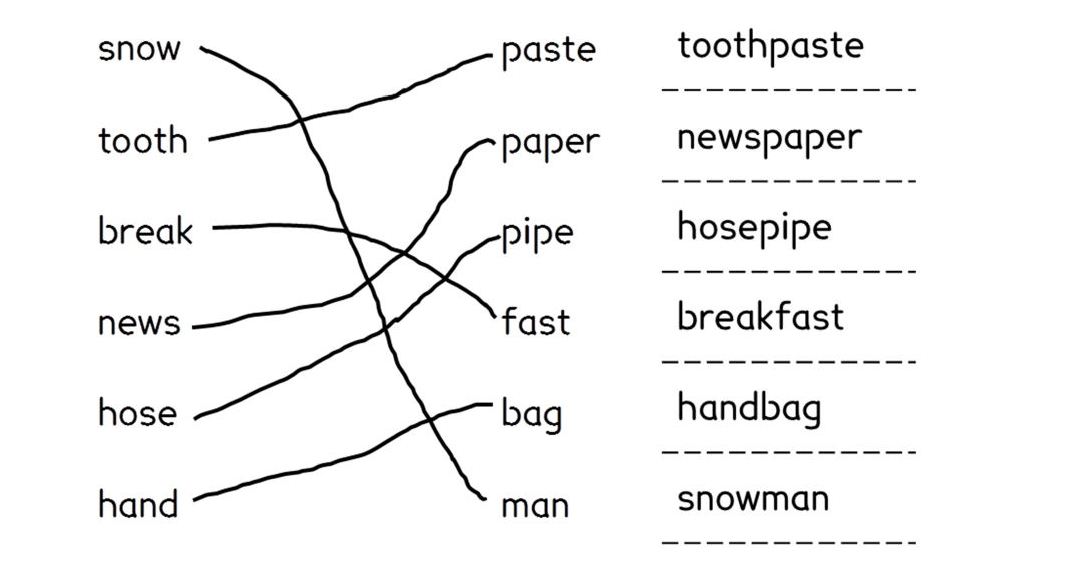 snow paste toothpaste
tooth paper newspaper
break pipe hosepipe
news fast breakfast
hose bag handbag
hand man snowman